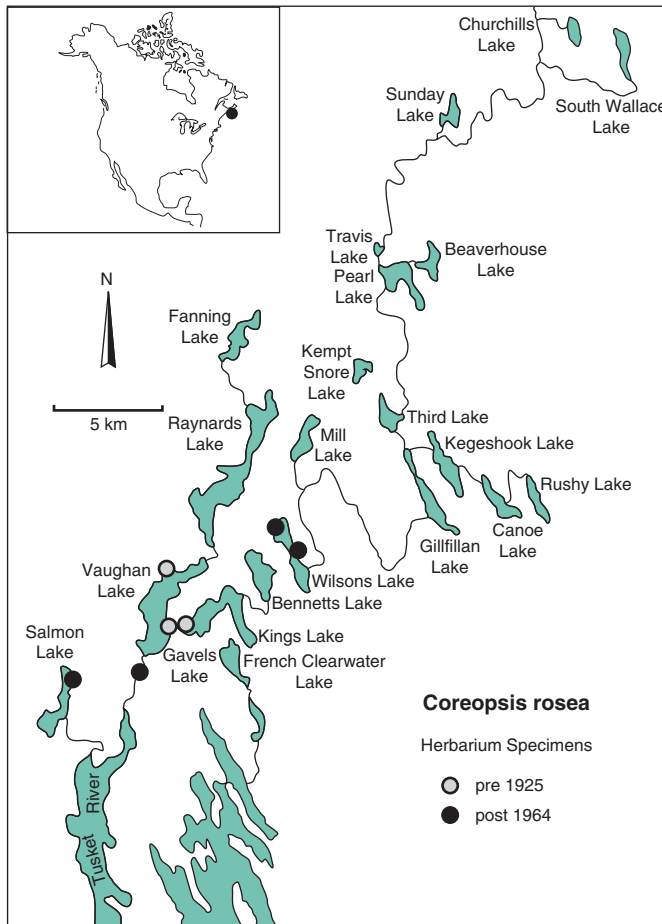 Churchills
Lake
South Wallace
Lake
Sunday
Lake
Travis
Lake
Pearl
Lake
Beaverhouse
Lake
N
Fanning
Lake
Kempt
Snore
Lake
5 km
Raynards
Lake
Mill
Lake
Third Lake
Kegeshook Lake
Rushy Lake
Canoe
Lake
Gillfillan
Lake
Vaughan
Lake
Wilsons Lake
Bennetts Lake
Salmon
Lake
Gavels
Lake
Kings Lake
French Clearwater
Lake
Tusket River
Coreopsis rosea
Herbarium Specimens
pre 1925
post 1964